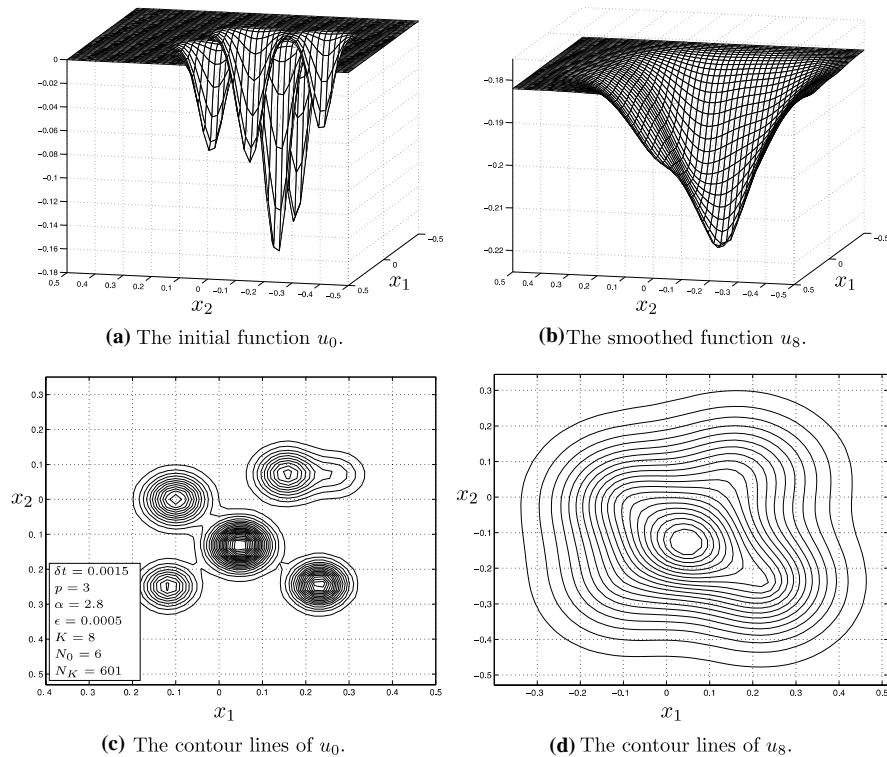 0
-0.02
-0.04
-0.06
-0.08
-0.1
-0.12
-0.14
-0.16
-0.18
0.5 0.4 0.3 0.2 0.1 0 -0.1 -0.2 -0.3 -0.4 -0.5
0.5 0 -0.5
x₂
x₁
(a) The initial function u₀.
-0.18
-0.19
-0.2
-0.21
-0.22
0.5 0.4 0.3 0.2 0.1 0 -0.1 -0.2 -0.3 -0.4 -0.5
0.5 0 -0.5
x₂
x₁
(b) The smoothed function u₈.
0.3
0.2
0.1
0
0.1
0.2
0.3
0.4
0.5
x₂
δt = 0.0015
p = 3
α = 2.8
ϵ = 0.0005
K = 8
N₀ = 6
N_K = 601
0.4 0.3 0.2 0.1 0 0.1 0.2 0.3 0.4 0.5
x₁
(c) The contour lines of u₀.
0.3
0.2
0.1
0
-0.1
-0.2
-0.3
-0.4
-0.5
x₂
-0.3 -0.2 -0.1 0 0.1 0.2 0.3 0.4 0.5
x₁
(d) The contour lines of u₈.